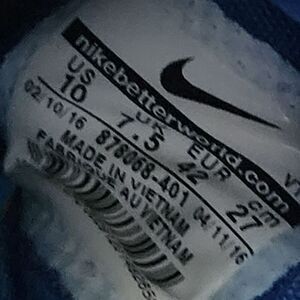 nikebetterworld.com
US UK EUR cm
10 7.5 42 27
02/10/16 04/11/16
878068-401
MADE IN VIETNAM
FABRIQUE AU VIETNAM